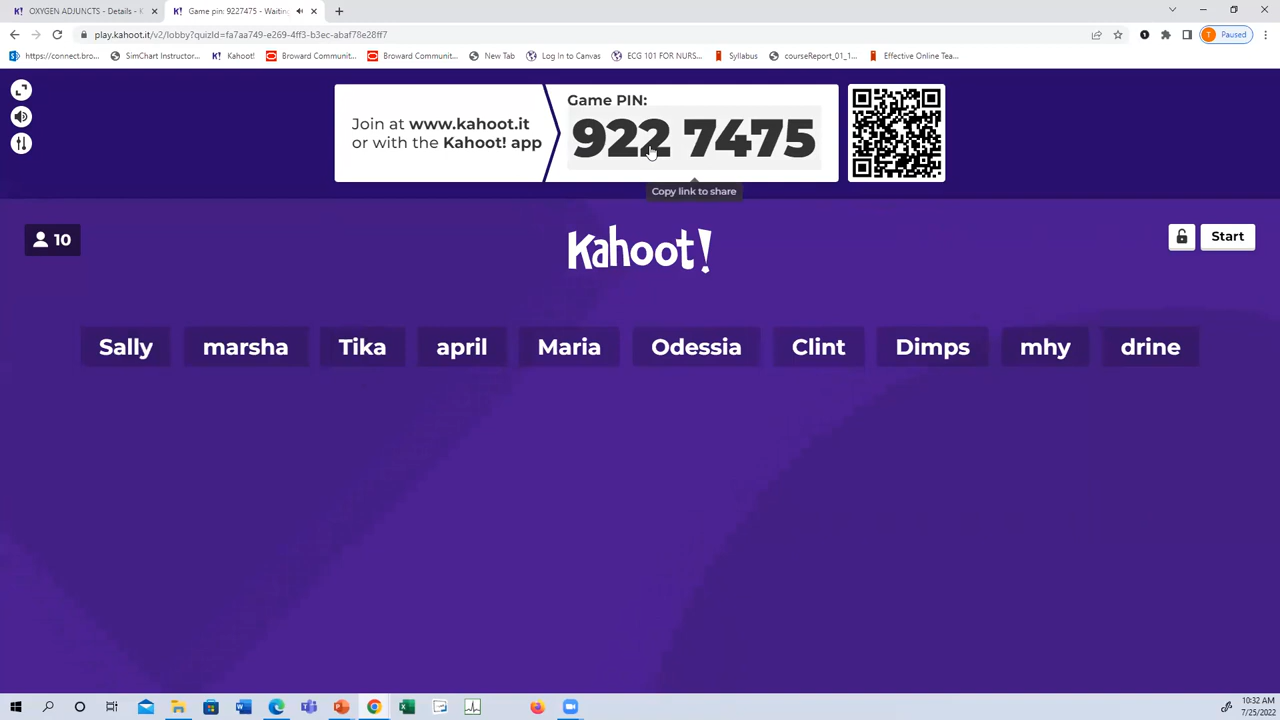 K! OXYGEN ADJUNCTS - Details - K
K! Game pin: 9227475 - Waitin
play.kahoot.it/v2/lobby?quizId=fa7aa749-e269-4ff3-b3ec-abaf78e28ff7
T Paused
https://connect.bro... SimChart Instructor... K! Kahoot! Broward Communit... Broward Communit... New Tab Log In to Canvas ECG 101 FOR NURS... Syllabus courseReport_01_1... Effective Online Tea...
Join at www.kahoot.it
or with the Kahoot! app
Game PIN:
922 7475
Copy link to share
10
Kahoot!
Start
Sally marsha Tika april Maria Odessia Clint Dimps mhy drine
10:32 AM
7/25/2022